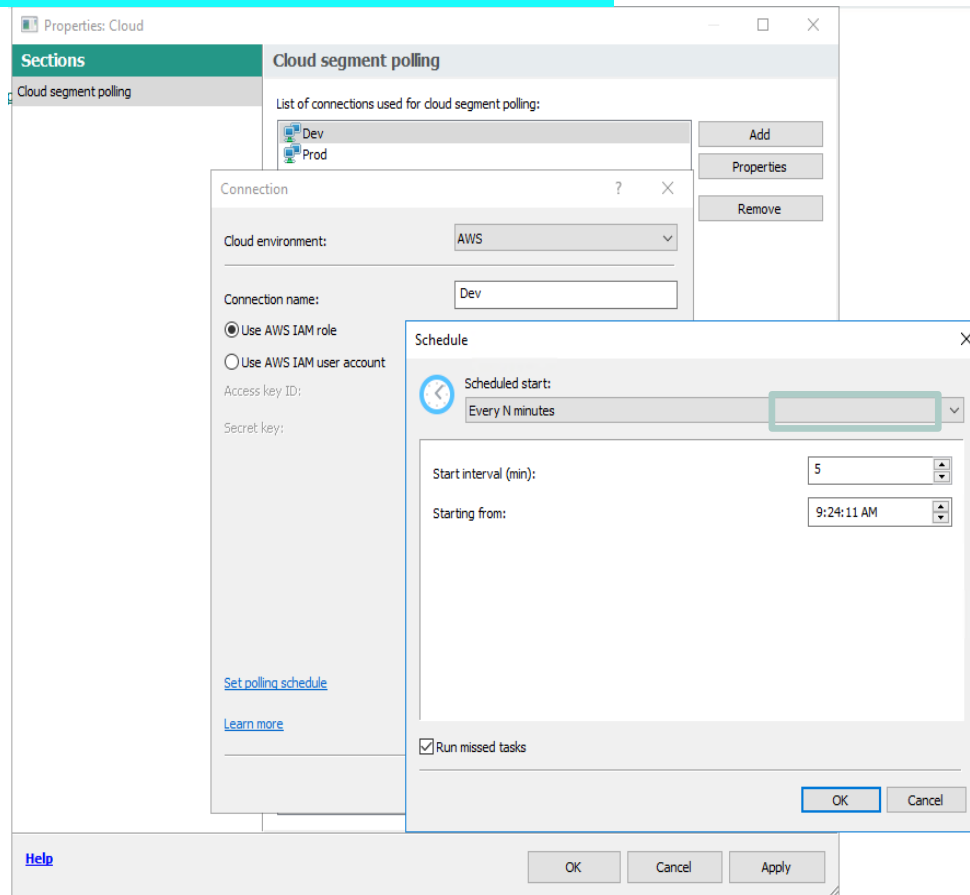 Properties: Cloud
Sections
Cloud segment polling
Cloud segment polling
List of connections used for cloud segment polling:
Dev
Prod
Add
Properties
Remove
Connection
?
Cloud environment:
AWS
Connection name:
Dev
Use AWS IAM role
Use AWS IAM user account
Access key ID:
Secret key:
Set polling schedule
Learn more
Schedule
Scheduled start:
Every N minutes
Start interval (min):
5
Starting from:
9:24:11 AM
Run missed tasks
OK
Cancel
Help
OK
Cancel
Apply